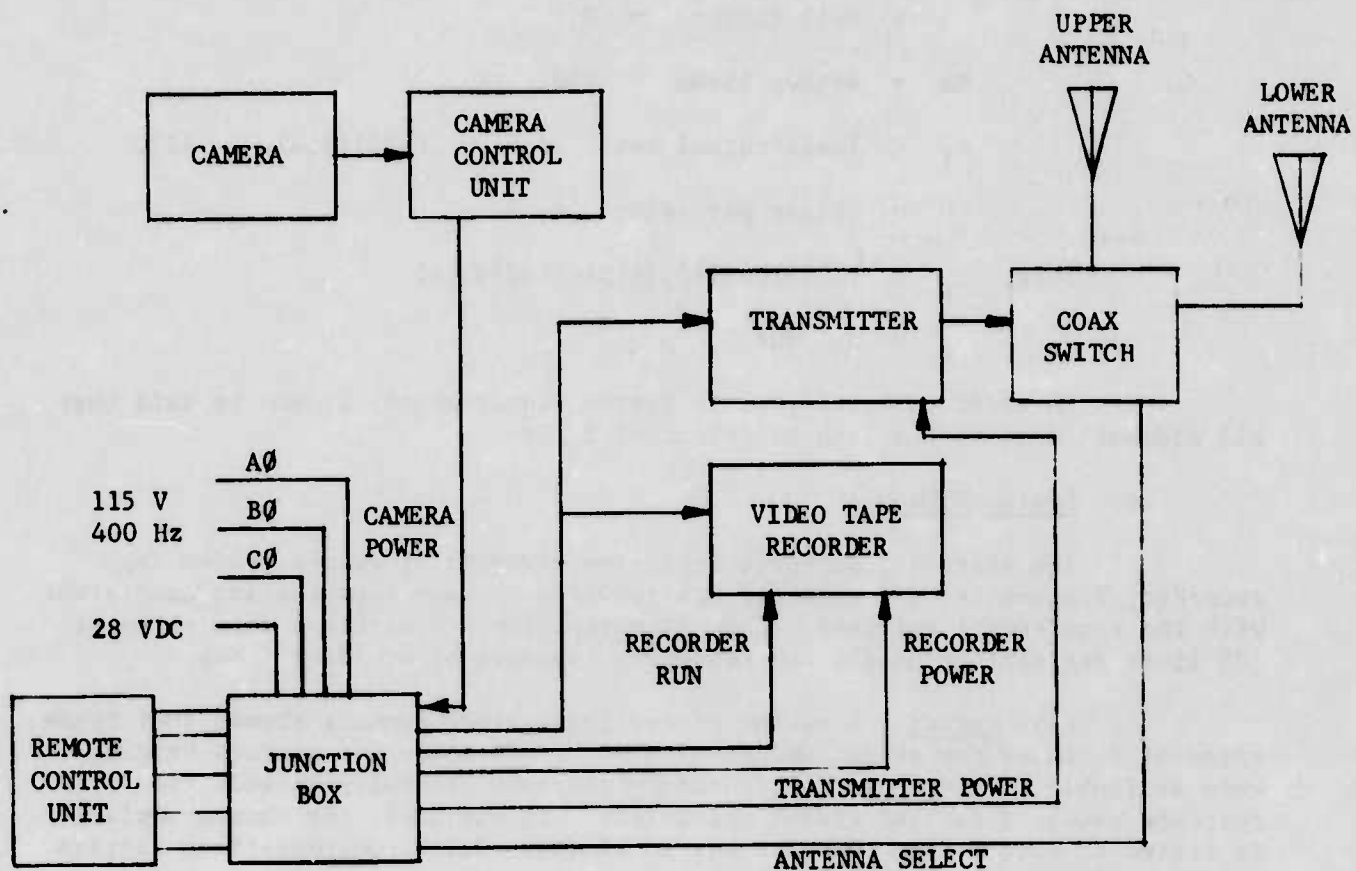 UPPER
ANTENNA
LOWER
ANTENNA
CAMERA
CAMERA
CONTROL
UNIT
TRANSMITTER
COAX
SWITCH
AØ
115 V
400 Hz
BØ
CØ
28 VDC
CAMERA
POWER
VIDEO TAPE
RECORDER
RECORDER
RUN
RECORDER
POWER
REMOTE
CONTROL
UNIT
JUNCTION
BOX
TRANSMITTER POWER
ANTENNA SELECT